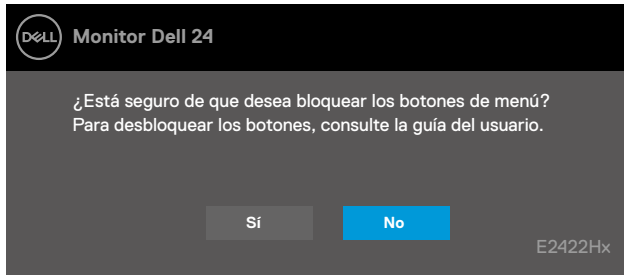 DELL Monitor Dell 24
¿Está seguro de que desea bloquear los botones de menú?
Para desbloquear los botones, consulte la guía del usuario.
Sí No
E2422Hx